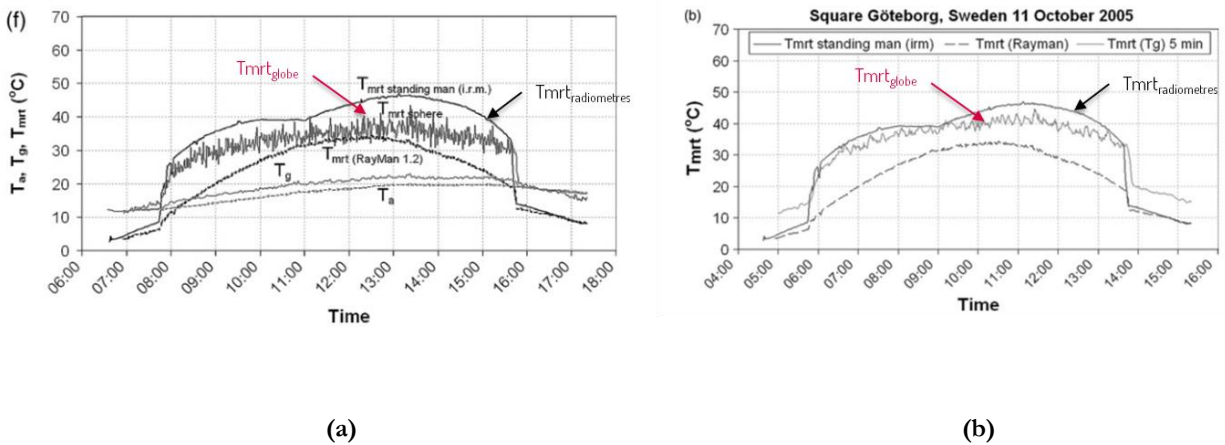 (f)
70
60
50
40
30
20
10
0
Ta, Tg, Tmrt (°C)
Tmrtglobe
Tmrt standing man (i.r.m.)
Tmrtradiometres
Tmrt sphere
Tmrt (RayMan 1.2)
Tg
Ta
06:00 07:00 08:00 09:00 10:00 11:00 12:00 13:00 14:00 15:00 16:00 17:00 18:00
Time
(b) Square Göteborg, Sweden 11 October 2005
70
60
50
40
30
20
10
0
Tmrt (°C)
Tmrt standing man (irm) Tmrt (Rayman) Tmrt (Tg) 5 min
Tmrtglobe
Tmrtradiometres
04:00 05:00 06:00 07:00 08:00 09:00 10:00 11:00 12:00 13:00 14:00 15:00 16:00
Time
(a) (b)